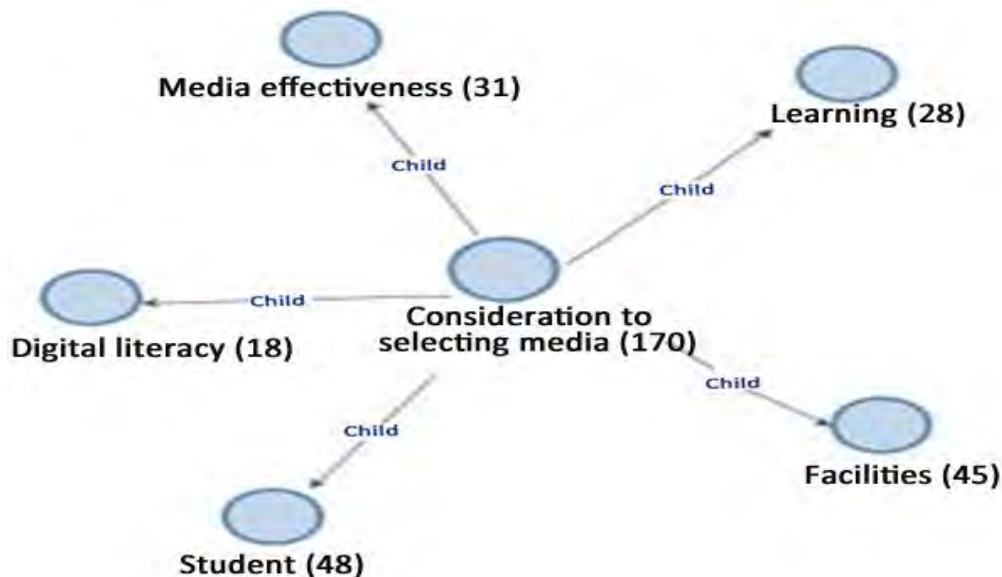 Media effectiveness (31)
Learning (28)
Child
Child
Child
Consideration to
selecting media (170)
Digital literacy (18)
Child
Child
Facilities (45)
Student (48)